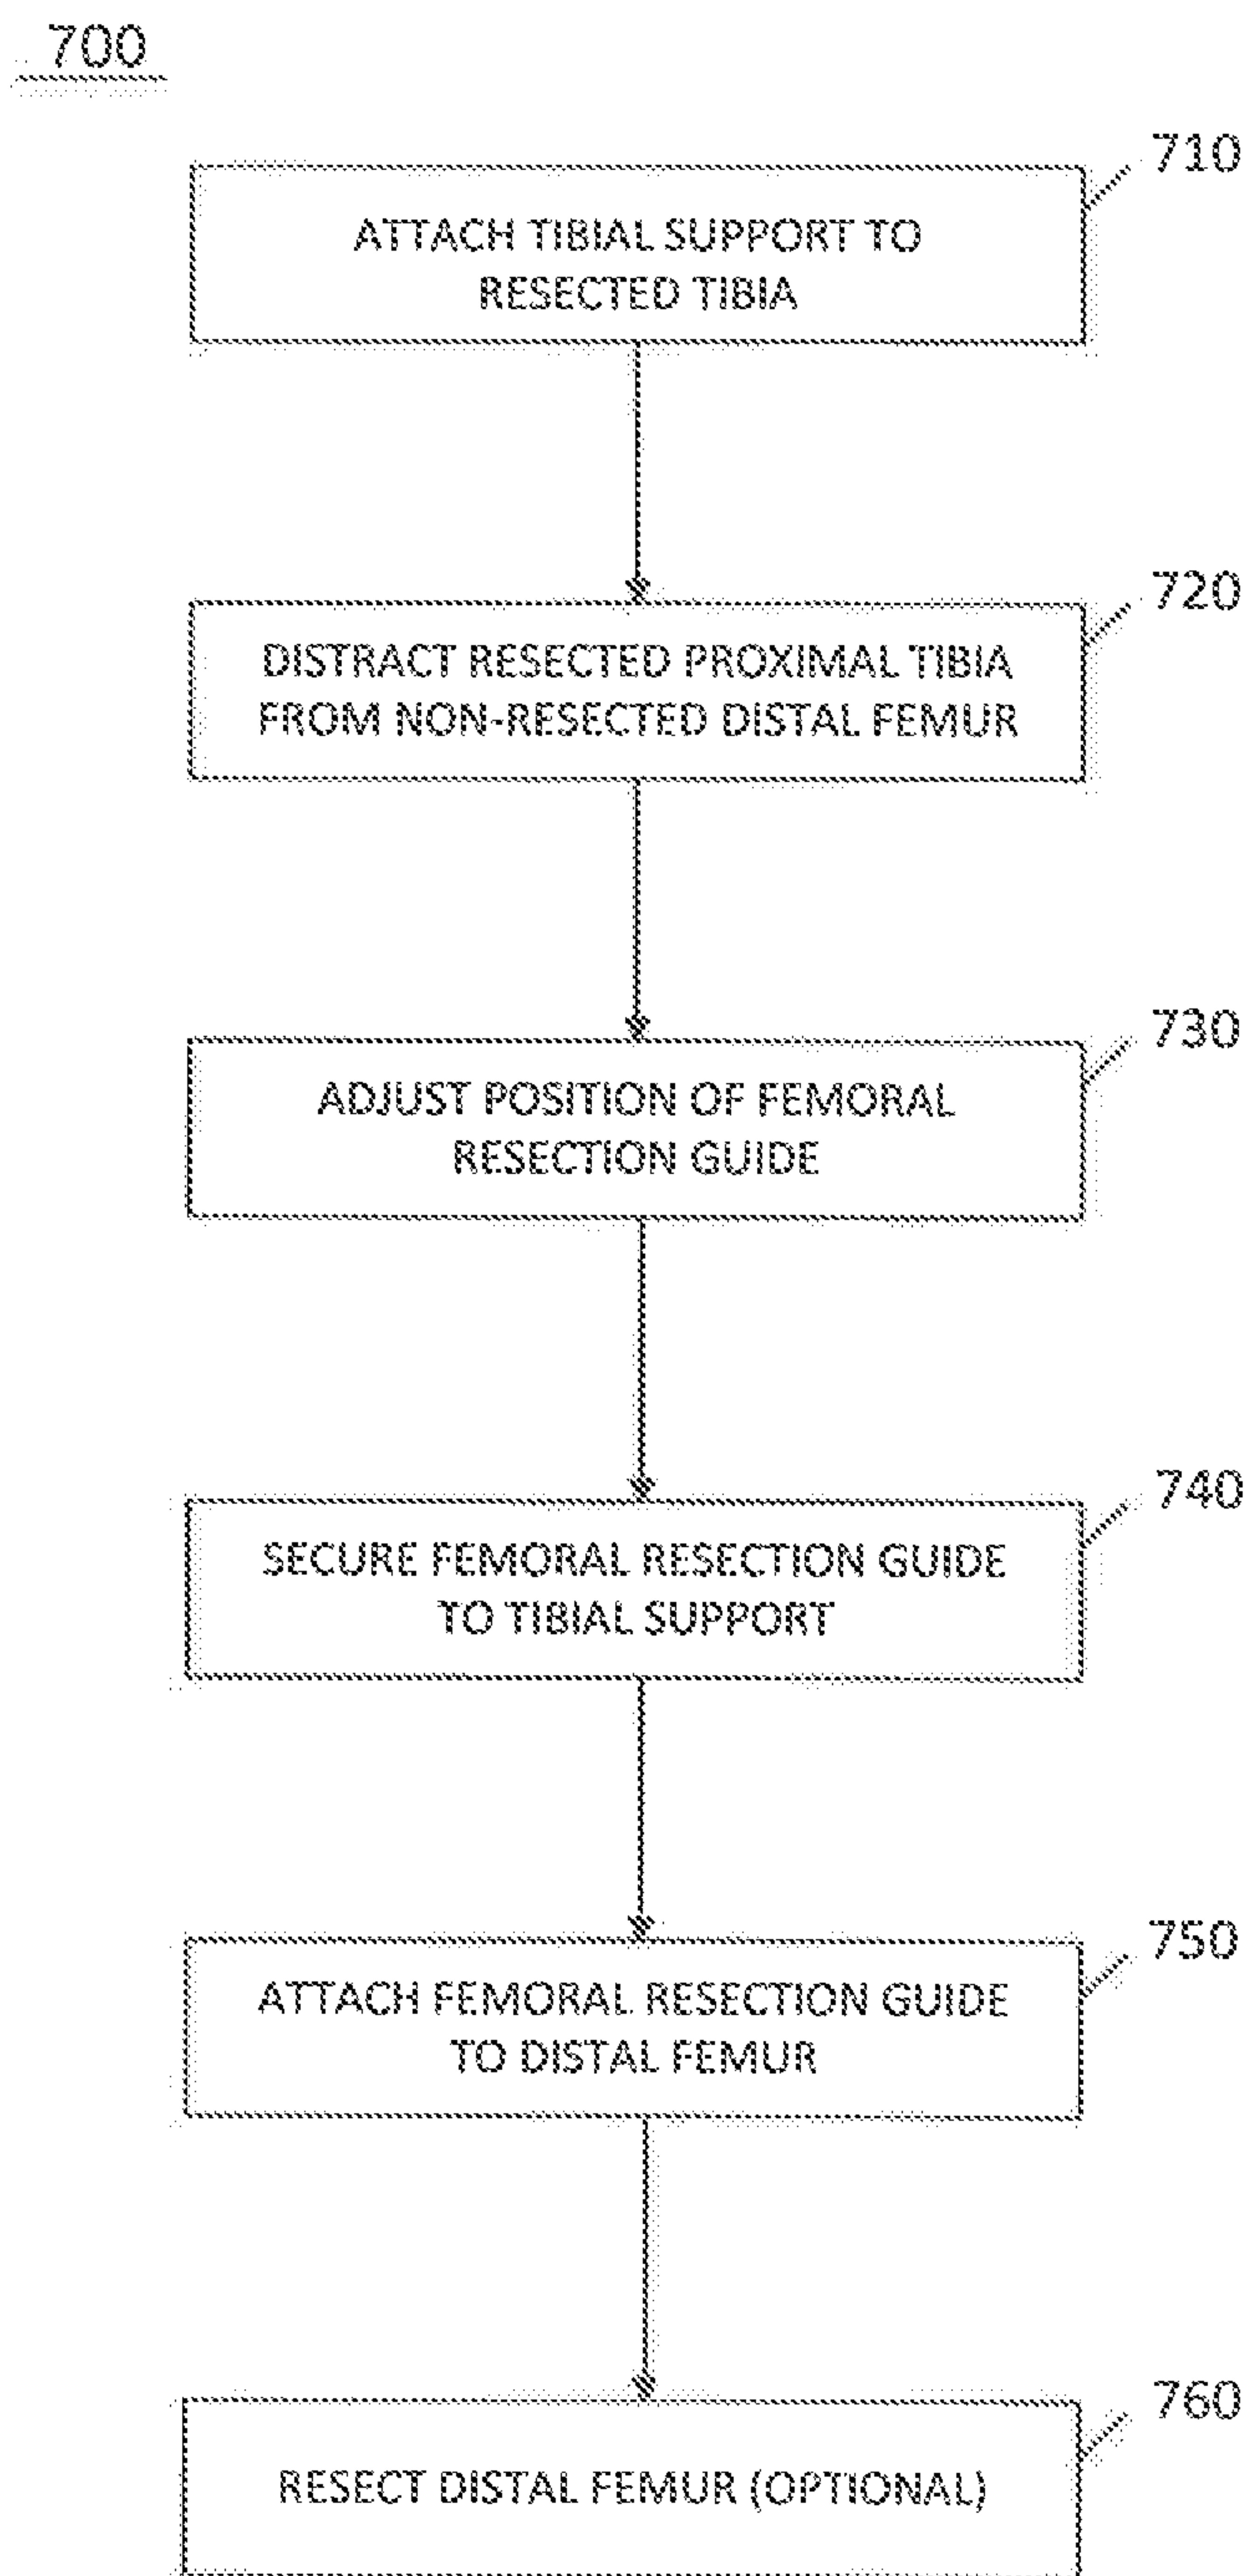 700
710
ATTACH TIBIAL SUPPORT TO
RESECTED TIBIA
720
DISTRACT RESECTED PROXIMAL TIBIA
FROM NON-RESECTED DISTAL FEMUR
730
ADJUST POSITION OF FEMORAL
RESECTION GUIDE
740
SECURE FEMORAL RESECTION GUIDE
TO TIBIAL SUPPORT
750
ATTACH FEMORAL RESECTION GUIDE
TO DISTAL FEMUR
760
RESECT DISTAL FEMUR (OPTIONAL)